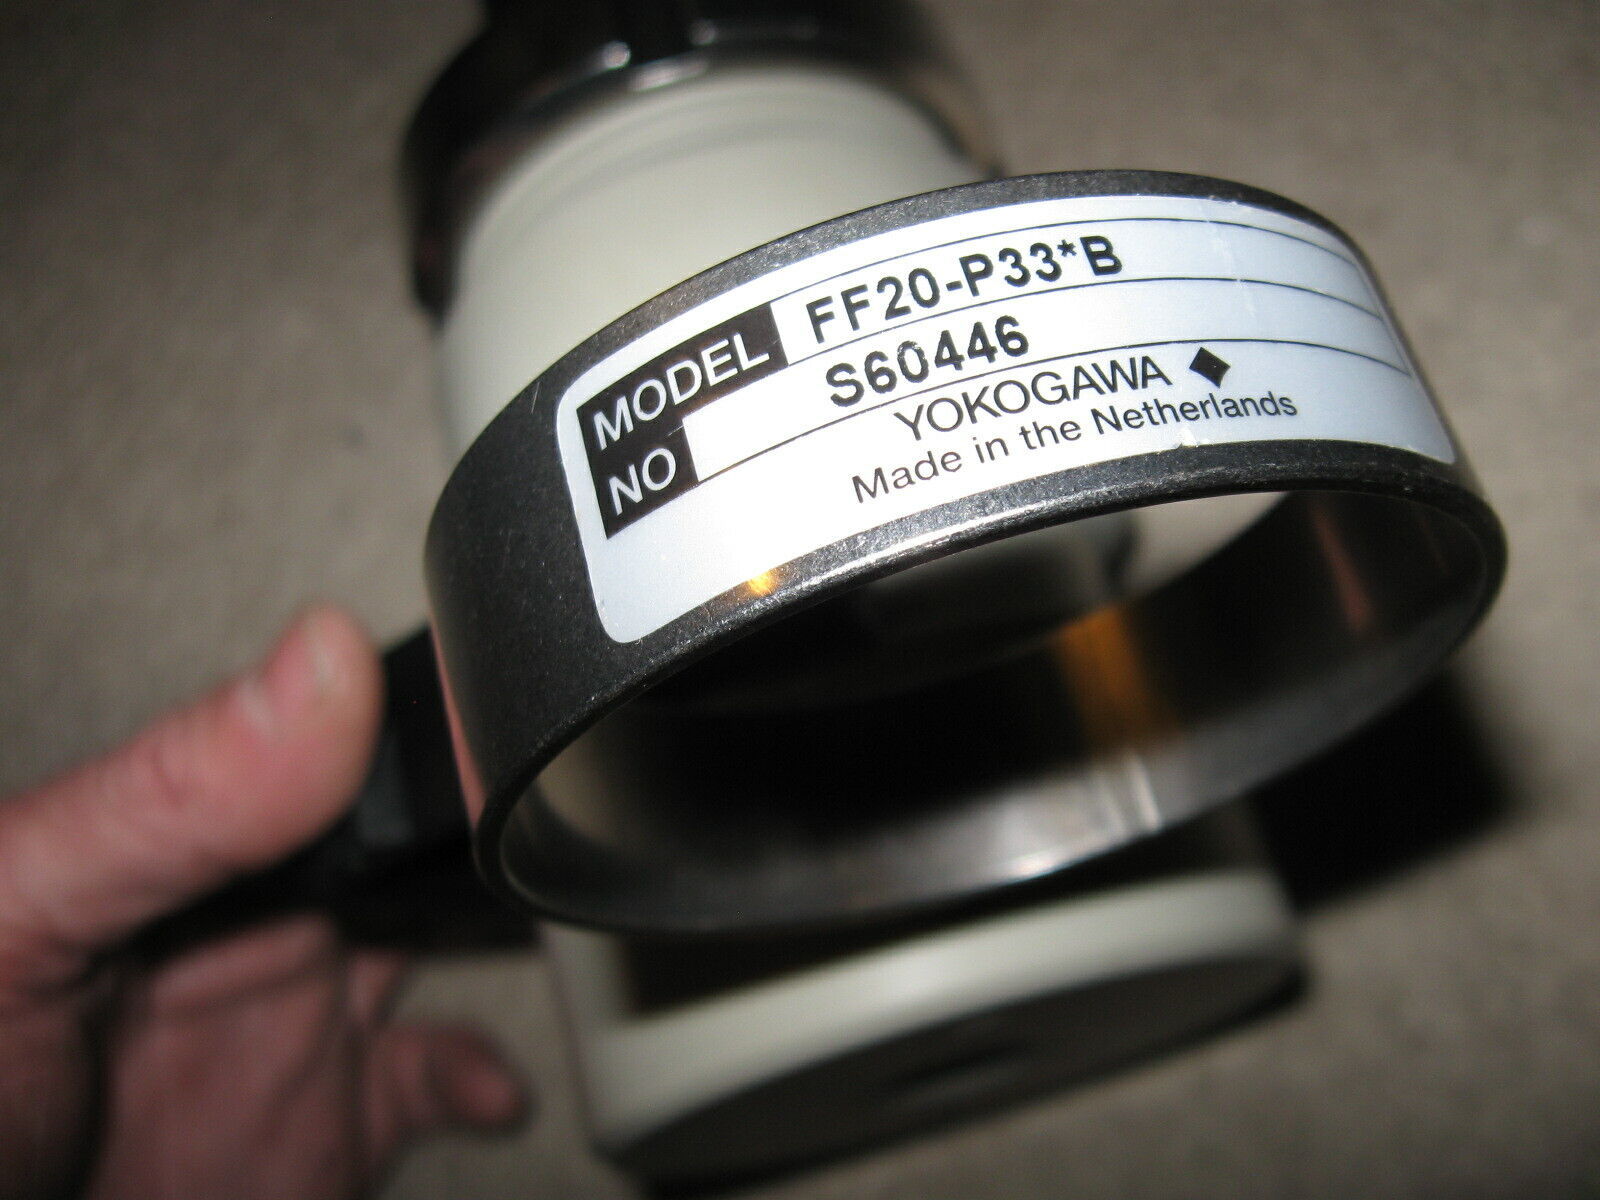 MODEL FF20-P33*B
NO S60446
YOKOGAWA ◆
Made in the Netherlands